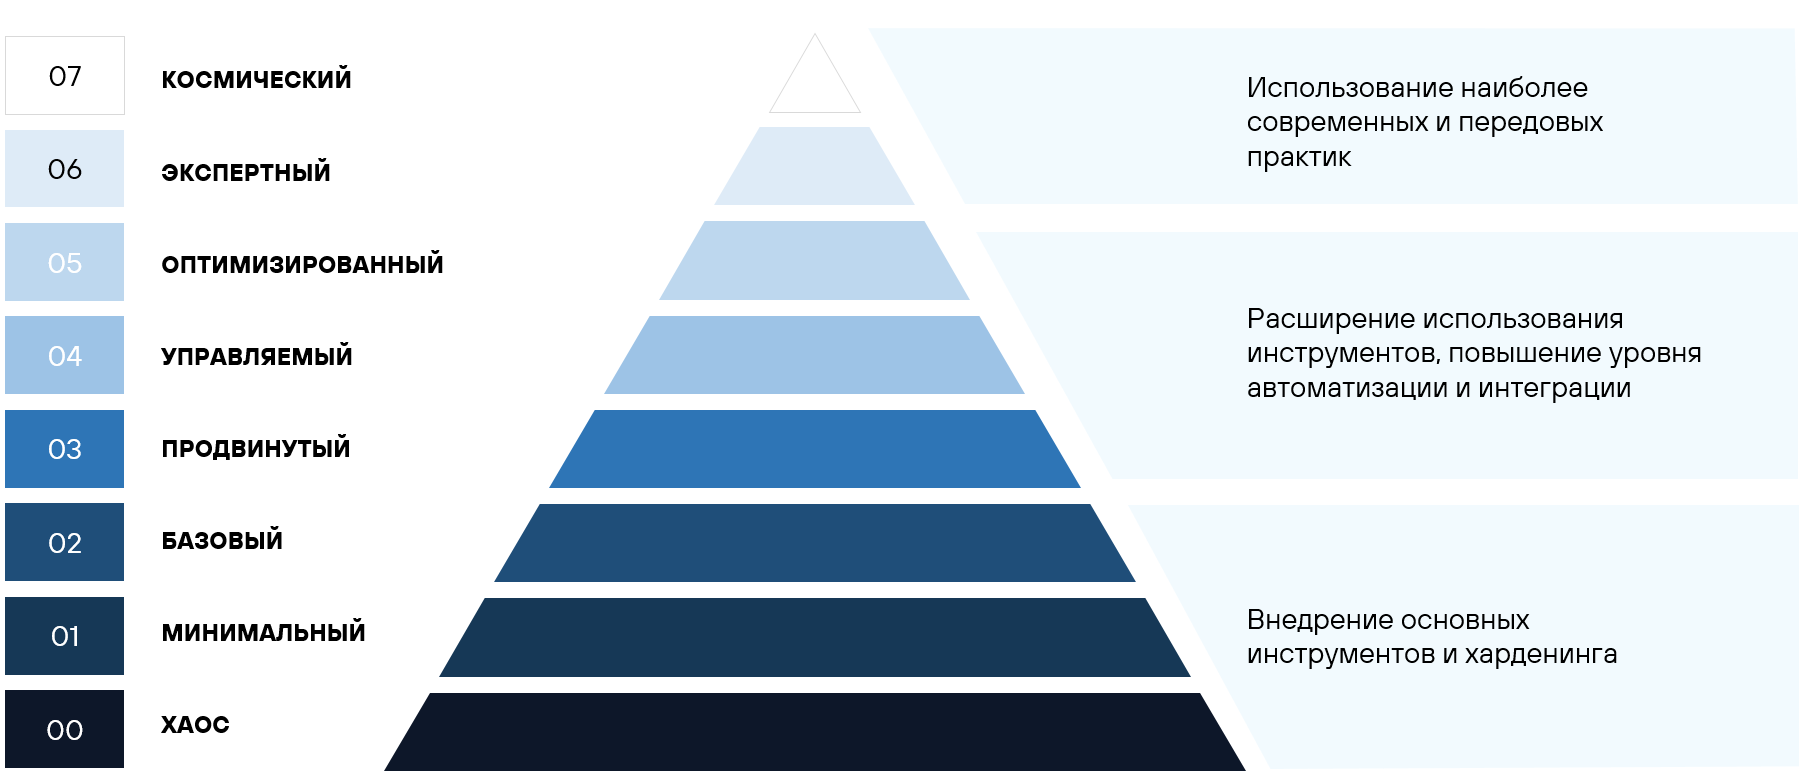 07
КОСМИЧЕСКИЙ
06
ЭКСПЕРТНЫЙ
05
ОПТИМИЗИРОВАННЫЙ
04
УПРАВЛЯЕМЫЙ
03
ПРОДВИНУТЫЙ
02
БАЗОВЫЙ
01
МИНИМАЛЬНЫЙ
00
ХАОС
Использование наиболее
современных и передовых
практик
Расширение использования
инструментов, повышение уровня
автоматизации и интеграции
Внедрение основных
инструментов и харденинга